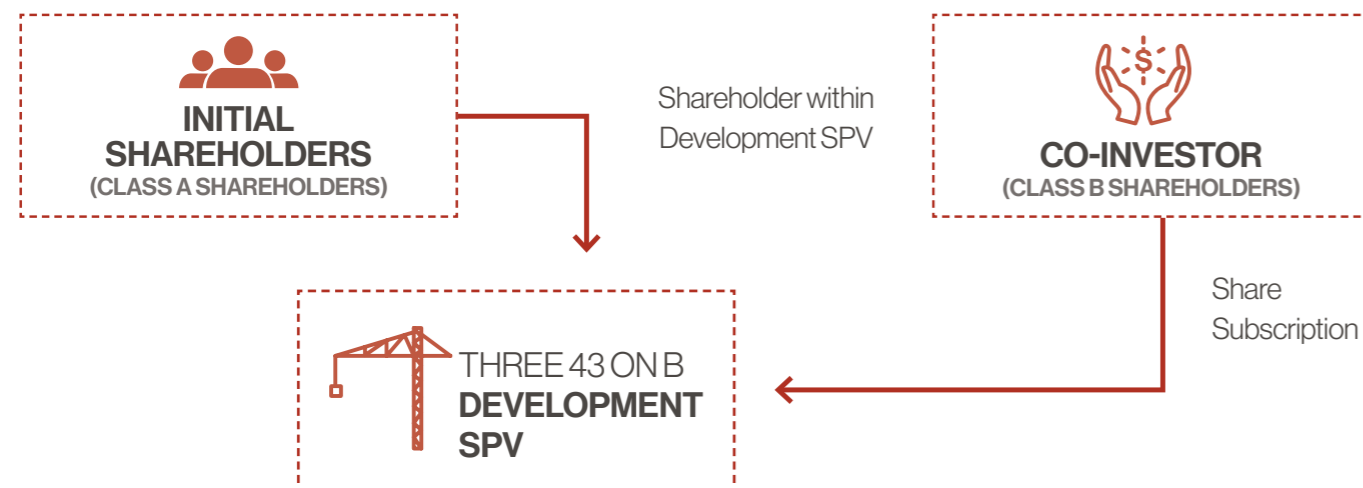 INITIAL
SHAREHOLDERS
(CLASS A SHAREHOLDERS)
Shareholder within
Development SPV
$
CO-INVESTOR
(CLASS B SHAREHOLDERS)
Share
Subscription
THREE 43 ON B
DEVELOPMENT
SPV